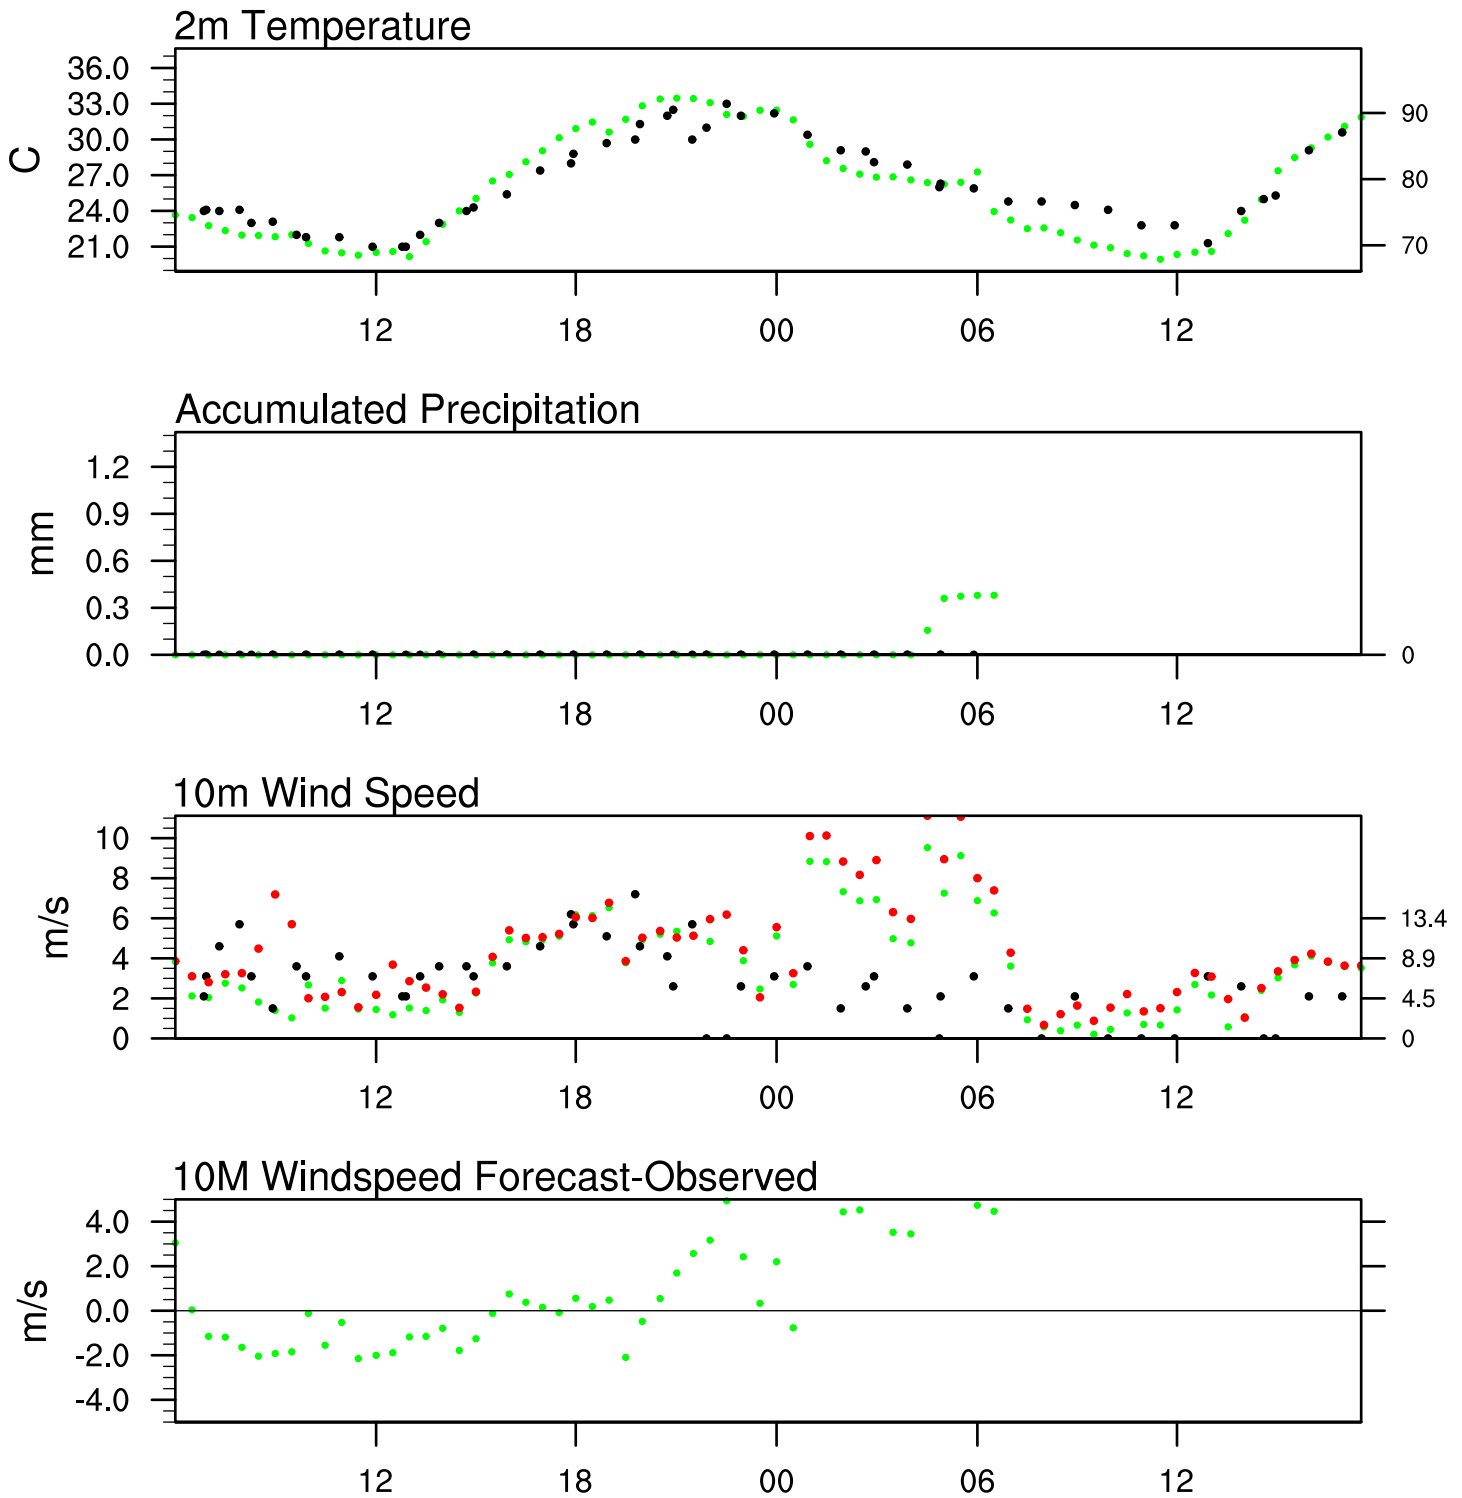 2m Temperature
36.0
33.0
30.0
27.0
24.0
21.0
C
90
80
70
12 18 00 06 12
Accumulated Precipitation
1.2
0.9
0.6
0.3
0.0
mm
0
12 18 00 06 12
10m Wind Speed
10
8
6
4
2
0
m/s
13.4
8.9
4.5
0
12 18 00 06 12
10M Windspeed Forecast-Observed
4.0
2.0
0.0
-2.0
-4.0
m/s
12 18 00 06 12